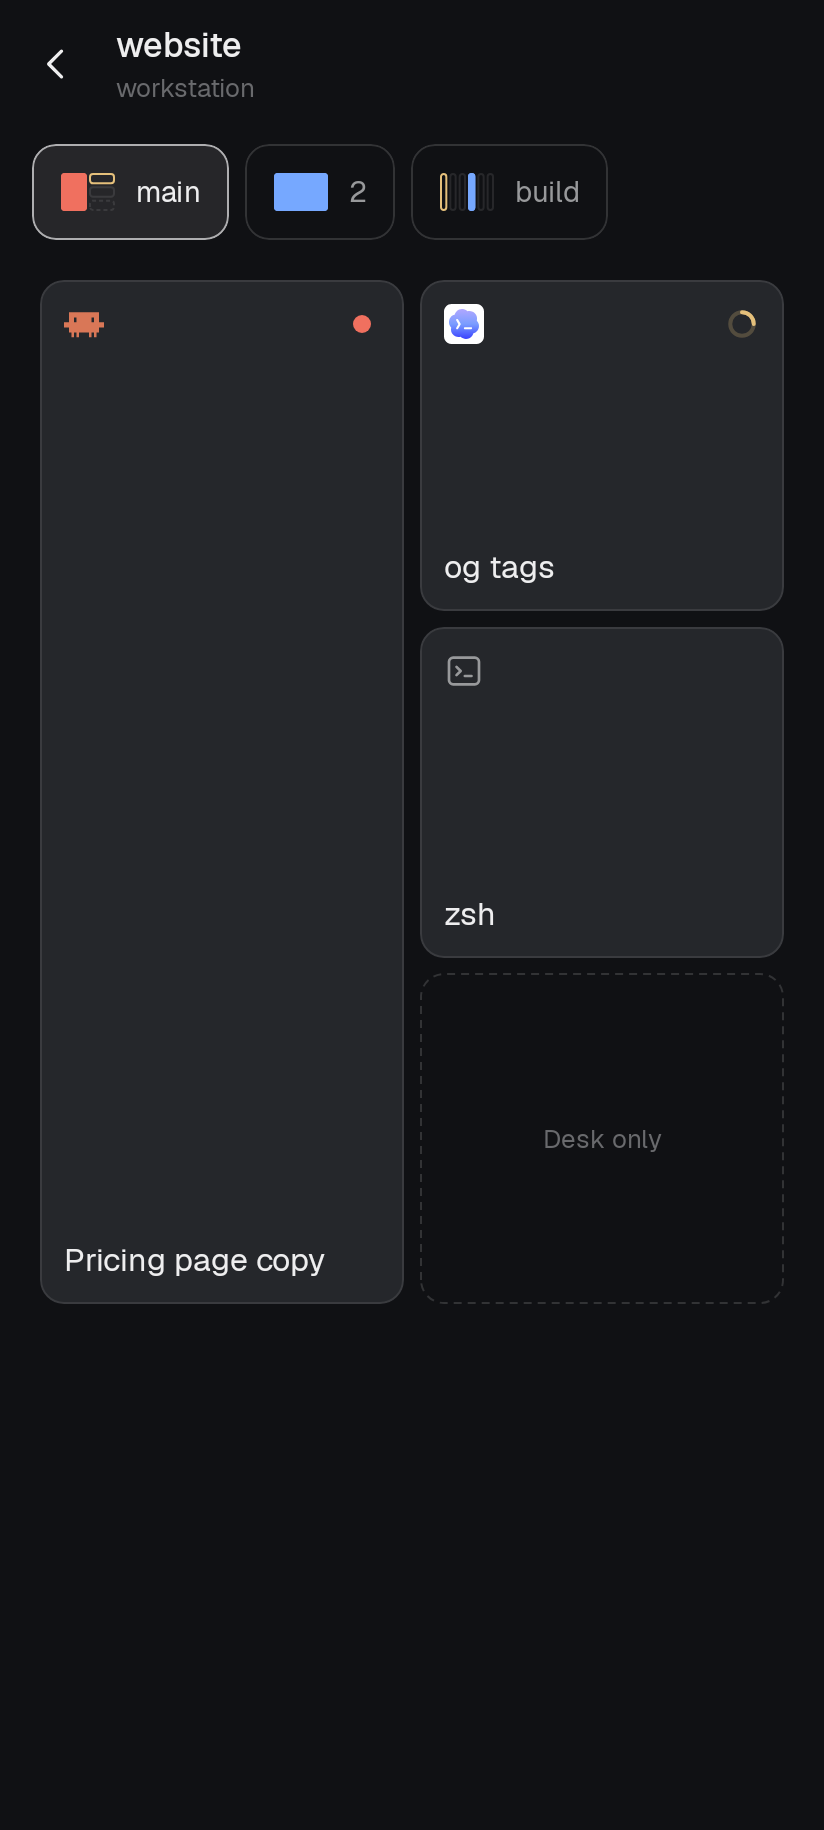 website
workstation
main
2
build
og tags
zsh
Desk only
Pricing page copy